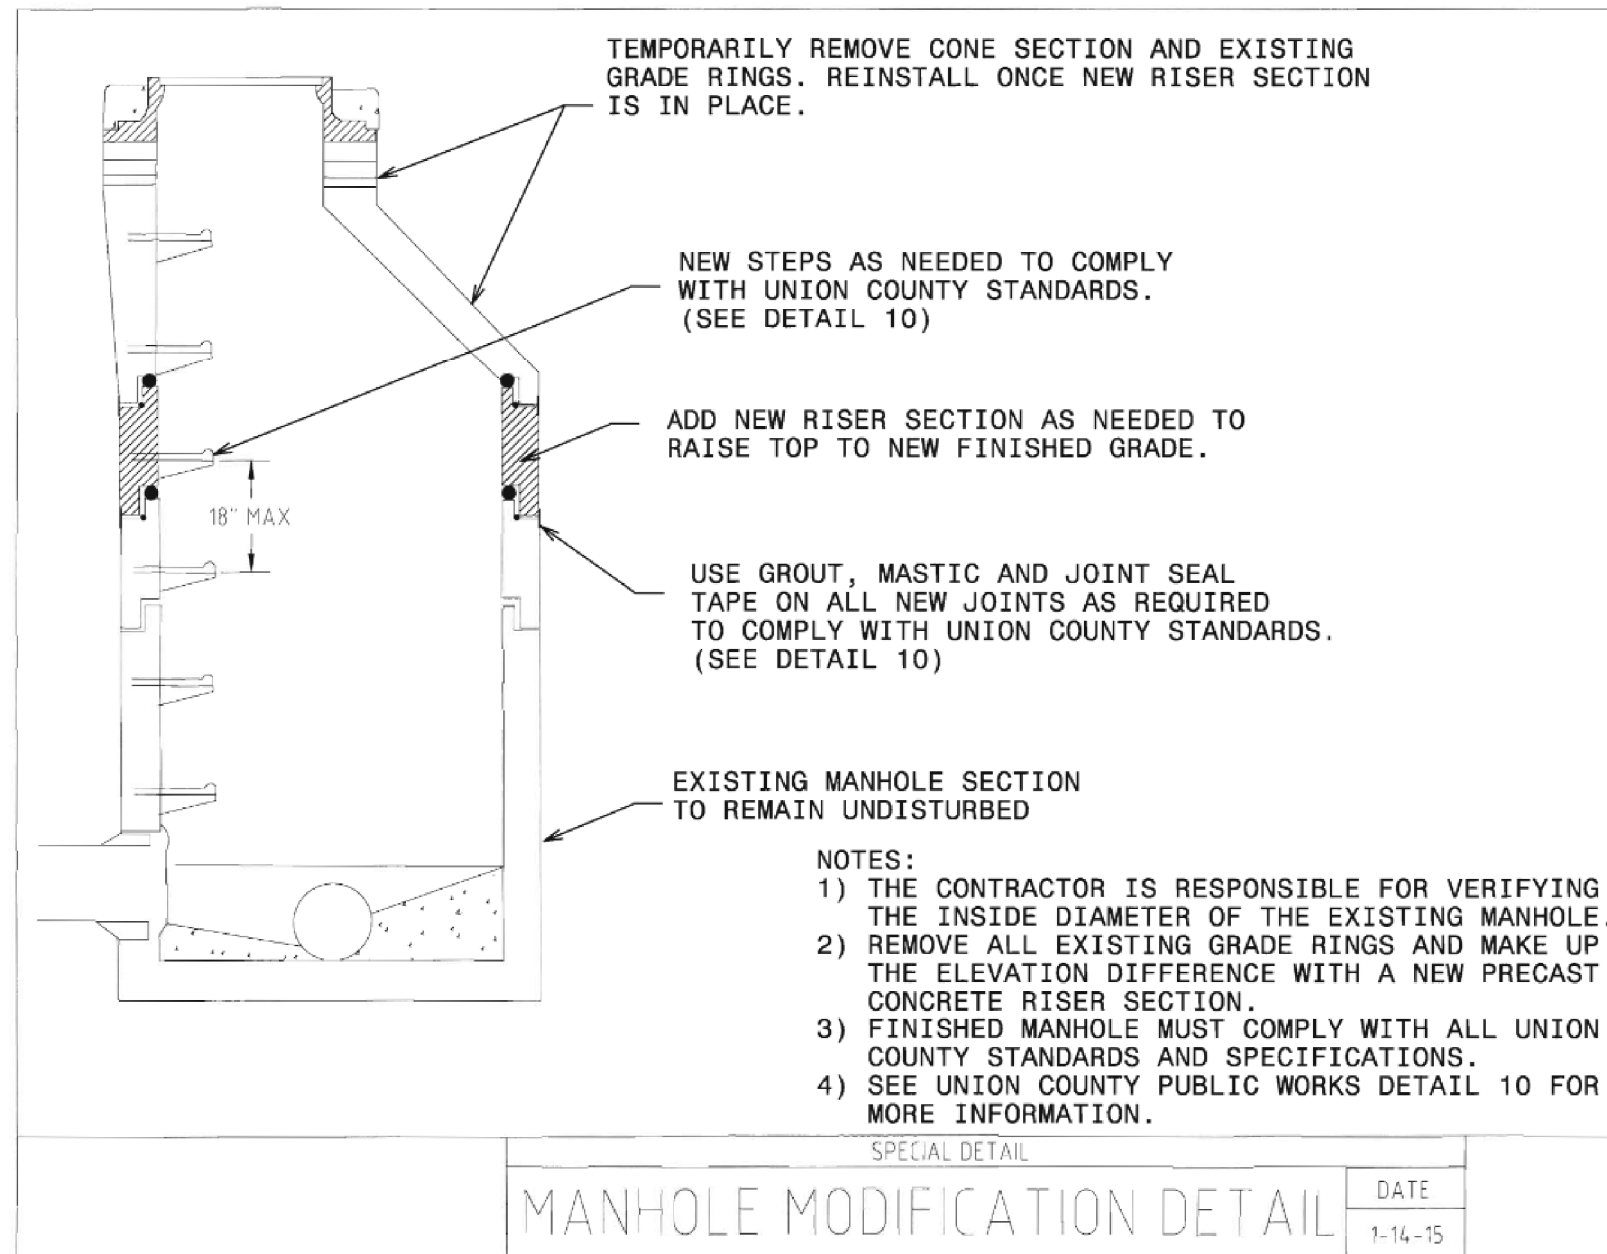 TEMPORARILY REMOVE CONE SECTION AND EXISTING
GRADE RINGS. REINSTALL ONCE NEW RISER SECTION
IS IN PLACE.
NEW STEPS AS NEEDED TO COMPLY
WITH UNION COUNTY STANDARDS.
(SEE DETAIL 10)
ADD NEW RISER SECTION AS NEEDED TO
RAISE TOP TO NEW FINISHED GRADE.
18" MAX
USE GROUT, MASTIC AND JOINT SEAL
TAPE ON ALL NEW JOINTS AS REQUIRED
TO COMPLY WITH UNION COUNTY STANDARDS.
(SEE DETAIL 10)
EXISTING MANHOLE SECTION
TO REMAIN UNDISTURBED
NOTES:
1) THE CONTRACTOR IS RESPONSIBLE FOR VERIFYING
THE INSIDE DIAMETER OF THE EXISTING MANHOLE.
2) REMOVE ALL EXISTING GRADE RINGS AND MAKE UP
THE ELEVATION DIFFERENCE WITH A NEW PRECAST
CONCRETE RISER SECTION.
3) FINISHED MANHOLE MUST COMPLY WITH ALL UNION
COUNTY STANDARDS AND SPECIFICATIONS.
4) SEE UNION COUNTY PUBLIC WORKS DETAIL 10 FOR
MORE INFORMATION.
SPECIAL DETAIL
MANHOLE MODIFICATION DETAIL
DATE
1-14-15